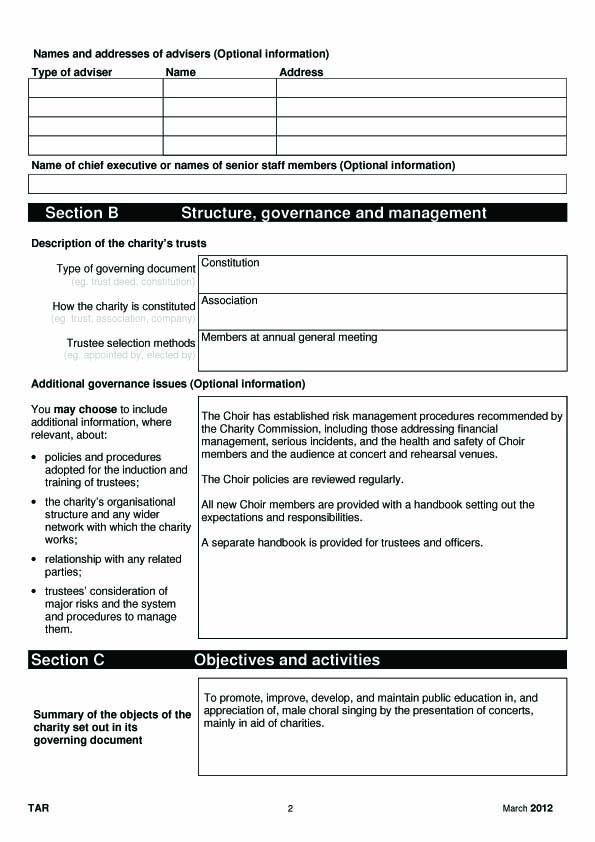 Names and addresses of advisers (Optional information)
Type of adviser Name Address
Name of chief executive or names of senior staff members (Optional information)
Section B Structure, governance and management
Description of the charity's trusts
Type of governing document
(eg. trust deed, constitution)
Constitution
How the charity is constituted
(eg. trust, association, company)
Association
Trustee selection methods
(eg. appointed by, elected by)
Members at annual general meeting
Additional governance issues (Optional information)
You may choose to include
additional information, where
relevant, about:
• policies and procedures
adopted for the induction and
training of trustees;
• the charity's organisational
structure and any wider
network with which the charity
works;
• relationship with any related
parties;
• trustees' consideration of
major risks and the system
and procedures to manage
them.
The Choir has established risk management procedures recommended by
the Charity Commission, including those addressing financial
management, serious incidents, and the health and safety of Choir
members and the audience at concert and rehearsal venues.
The Choir policies are reviewed regularly.
All new Choir members are provided with a handbook setting out the
expectations and responsibilities.
A separate handbook is provided for trustees and officers.
Section C Objectives and activities
Summary of the objects of the
charity set out in its
governing document
To promote, improve, develop, and maintain public education in, and
appreciation of, male choral singing by the presentation of concerts,
mainly in aid of charities.
TAR 2 March 2012